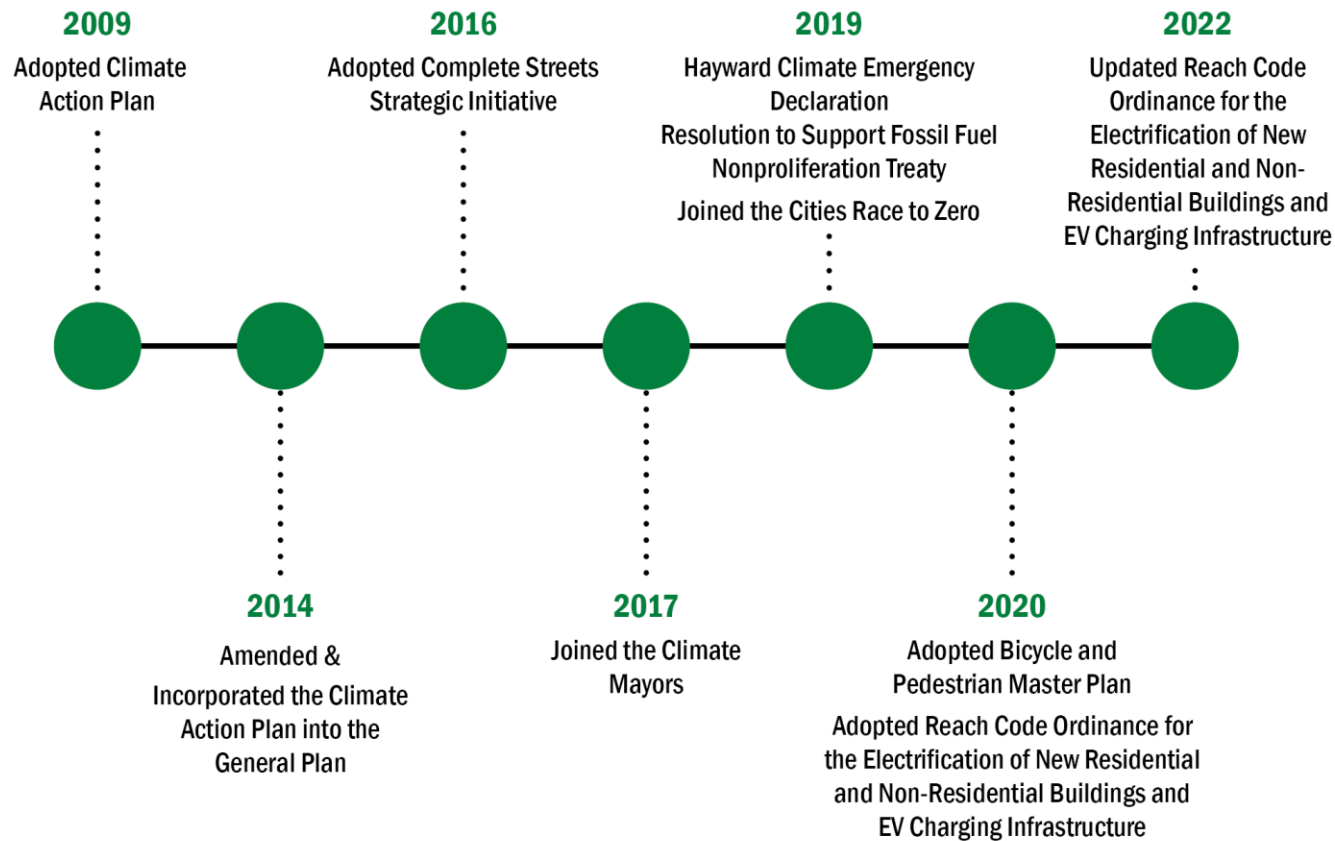 2009
Adopted Climate
Action Plan
2016
Adopted Complete Streets
Strategic Initiative
2019
Hayward Climate Emergency
Declaration
Resolution to Support Fossil Fuel
Nonproliferation Treaty
Joined the Cities Race to Zero
2022
Updated Reach Code
Ordinance for the
Electrification of New
Residential and Non-
Residential Buildings and
EV Charging Infrastructure
2014
Amended &
Incorporated the Climate
Action Plan into the
General Plan
2017
Joined the Climate
Mayors
2020
Adopted Bicycle and
Pedestrian Master Plan
Adopted Reach Code Ordinance for
the Electrification of New Residential
and Non-Residential Buildings and
EV Charging Infrastructure